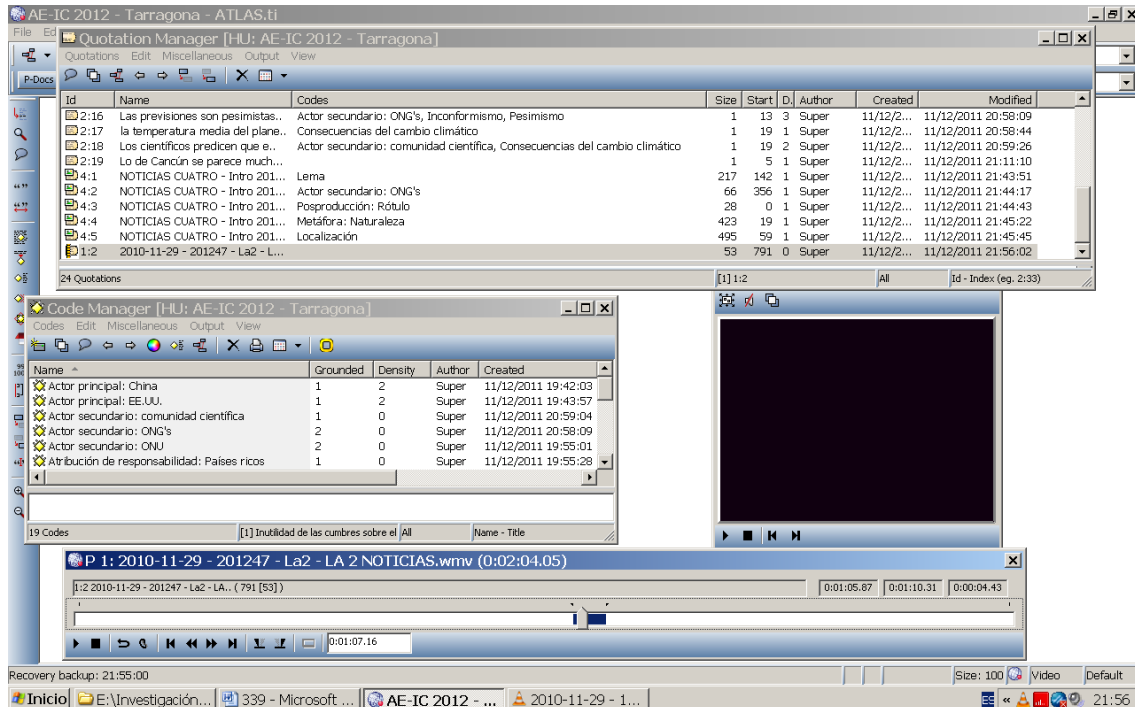 AE-IC 2012 - Tarragona - ATLAS.ti
File Ed
P-Docs
Quotation Manager [HU: AE-IC 2012 - Tarragona]
Quotations Edit Miscellaneous Output View
Id Name Codes Size Start D. Author Created Modified
2:16 Las previsiones son pesimistas.. Actor secundario: ONG's, Inconformismo, Pesimismo 1 13 3 Super 11/12/2... 11/12/2011 20:58:09
2:17 la temperatura media del plane.. Consecuencias del cambio climático 1 19 1 Super 11/12/2... 11/12/2011 20:58:44
2:18 Los científicos predicen que e.. Actor secundario: comunidad científica, Consecuencias del cambio climático 1 19 2 Super 11/12/2... 11/12/2011 20:59:26
2:19 Lo de Cancún se parece much... 1 5 1 Super 11/12/2... 11/12/2011 21:11:10
4:1 NOTICIAS CUATRO - Intro 201... Lema 217 142 1 Super 11/12/2... 11/12/2011 21:43:51
4:2 NOTICIAS CUATRO - Intro 201... Actor secundario: ONG's 66 356 1 Super 11/12/2... 11/12/2011 21:44:17
4:3 NOTICIAS CUATRO - Intro 201... Posproducción: Rótulo 28 0 1 Super 11/12/2... 11/12/2011 21:44:43
4:4 NOTICIAS CUATRO - Intro 201... Metáfora: Naturaleza 423 19 1 Super 11/12/2... 11/12/2011 21:45:22
4:5 NOTICIAS CUATRO - Intro 201... Localización 495 59 1 Super 11/12/2... 11/12/2011 21:45:45
1:2 2010-11-29 - 201247 - La2 - L... 53 791 0 Super 11/12/2... 11/12/2011 21:56:02
24 Quotations [1] 1:2 All Id - Index (eg. 2:33)
Code Manager [HU: AE-IC 2012 - Tarragona]
Codes Edit Miscellaneous Output View
Name Grounded Density Author Created
Actor principal: China 1 2 Super 11/12/2011 19:42:03
Actor principal: EE.UU. 1 2 Super 11/12/2011 19:43:57
Actor secundario: comunidad científica 1 0 Super 11/12/2011 20:59:04
Actor secundario: ONG's 2 0 Super 11/12/2011 20:58:09
Actor secundario: ONU 2 0 Super 11/12/2011 19:55:01
Atribución de responsabilidad: Países ricos 1 0 Super 11/12/2011 19:55:28
19 Codes [1] Inutilidad de las cumbres sobre el All Name - Title
P 1: 2010-11-29 - 201247 - La2 - LA 2 NOTICIAS.wmv (0:02:04.05)
1:2 2010-11-29 - 201247 - La2 - LA.. ( 791 [53] ) 0:01:05.87 0:01:10.31 0:00:04.43
0:01:07.16
Recovery backup: 21:55:00 Size: 100 Video Default
Inicio E:\Investigación... 339 - Microsoft ... AE-IC 2012 - ... 2010-11-29 - 1... ES « 21:56